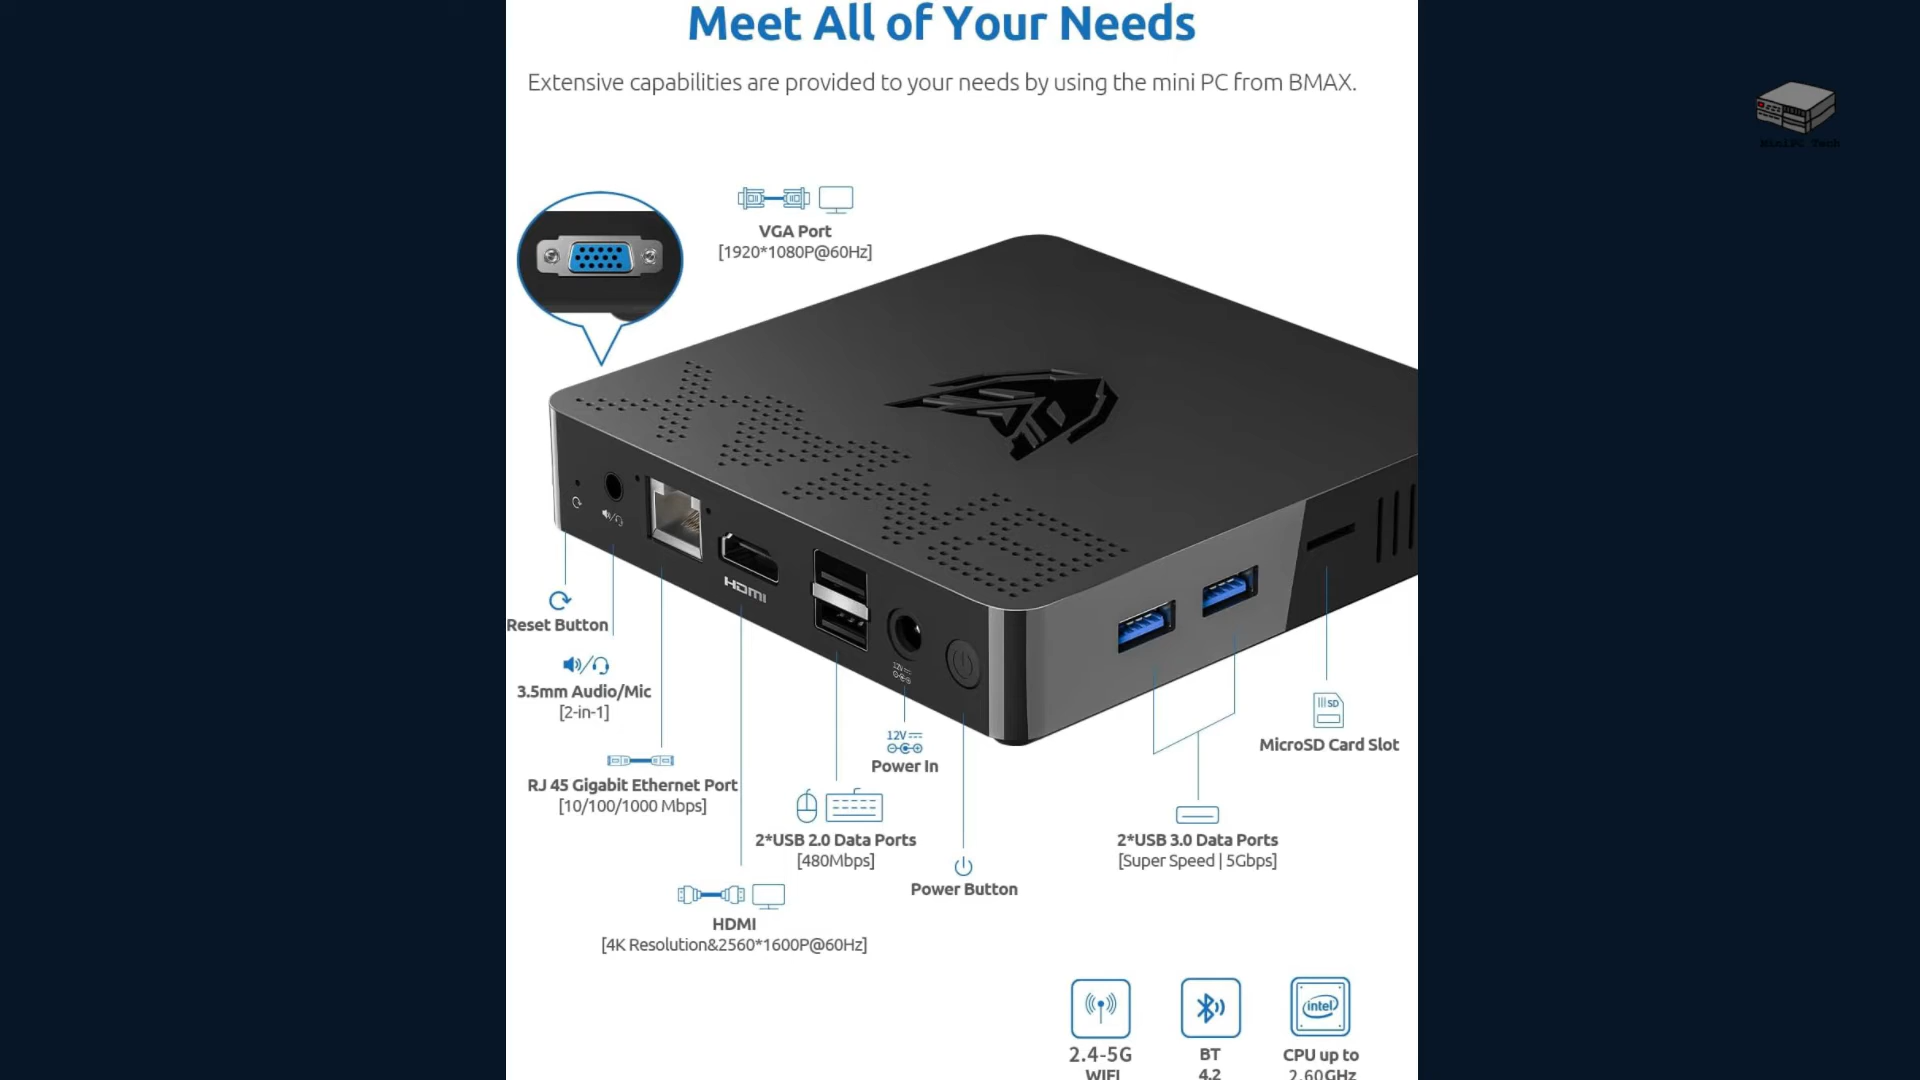 Meet All of Your Needs
Extensive capabilities are provided to your needs by using the mini PC from BMAX.
MiniPC Tech
VGA Port
[1920*1080P@60Hz]
HDMI
Reset Button
3.5mm Audio/Mic
[2-in-1]
RJ 45 Gigabit Ethernet Port
[10/100/1000 Mbps]
12V
12V
Power In
SD
MicroSD Card Slot
2*USB 2.0 Data Ports
[480Mbps]
2*USB 3.0 Data Ports
[Super Speed | 5Gbps]
Power Button
HDMI
[4K Resolution&2560*1600P@60Hz]
intel
2.4-5G
WIFI
BT
4.2
CPU up to
2.60GHz